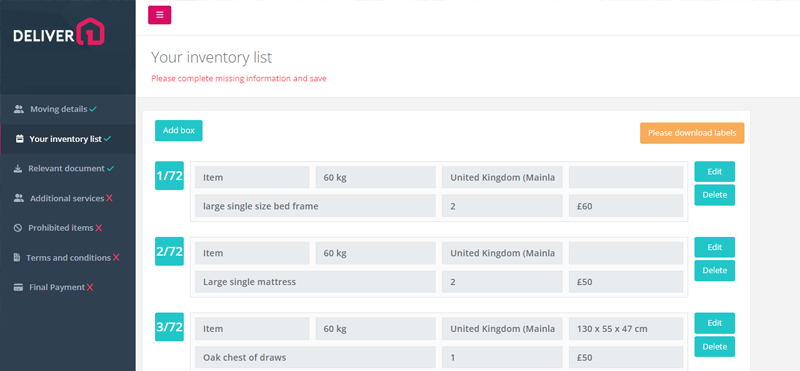 DELIVER 1
Your inventory list
Please complete missing information and save
Moving details
Your inventory list
Relevant document
Additional services X
Prohibited items X
Terms and conditions X
Final Payment X
Add box
Please download labels
1/72
Item
60 kg
United Kingdom (Mainla
large single size bed frame
2
£60
Edit
Delete
2/72
Item
60 kg
United Kingdom (Mainla
Large single mattress
2
£50
Edit
Delete
3/72
Item
60 kg
United Kingdom (Mainla
130 x 55 x 47 cm
Oak chest of draws
1
£50
Edit
Delete